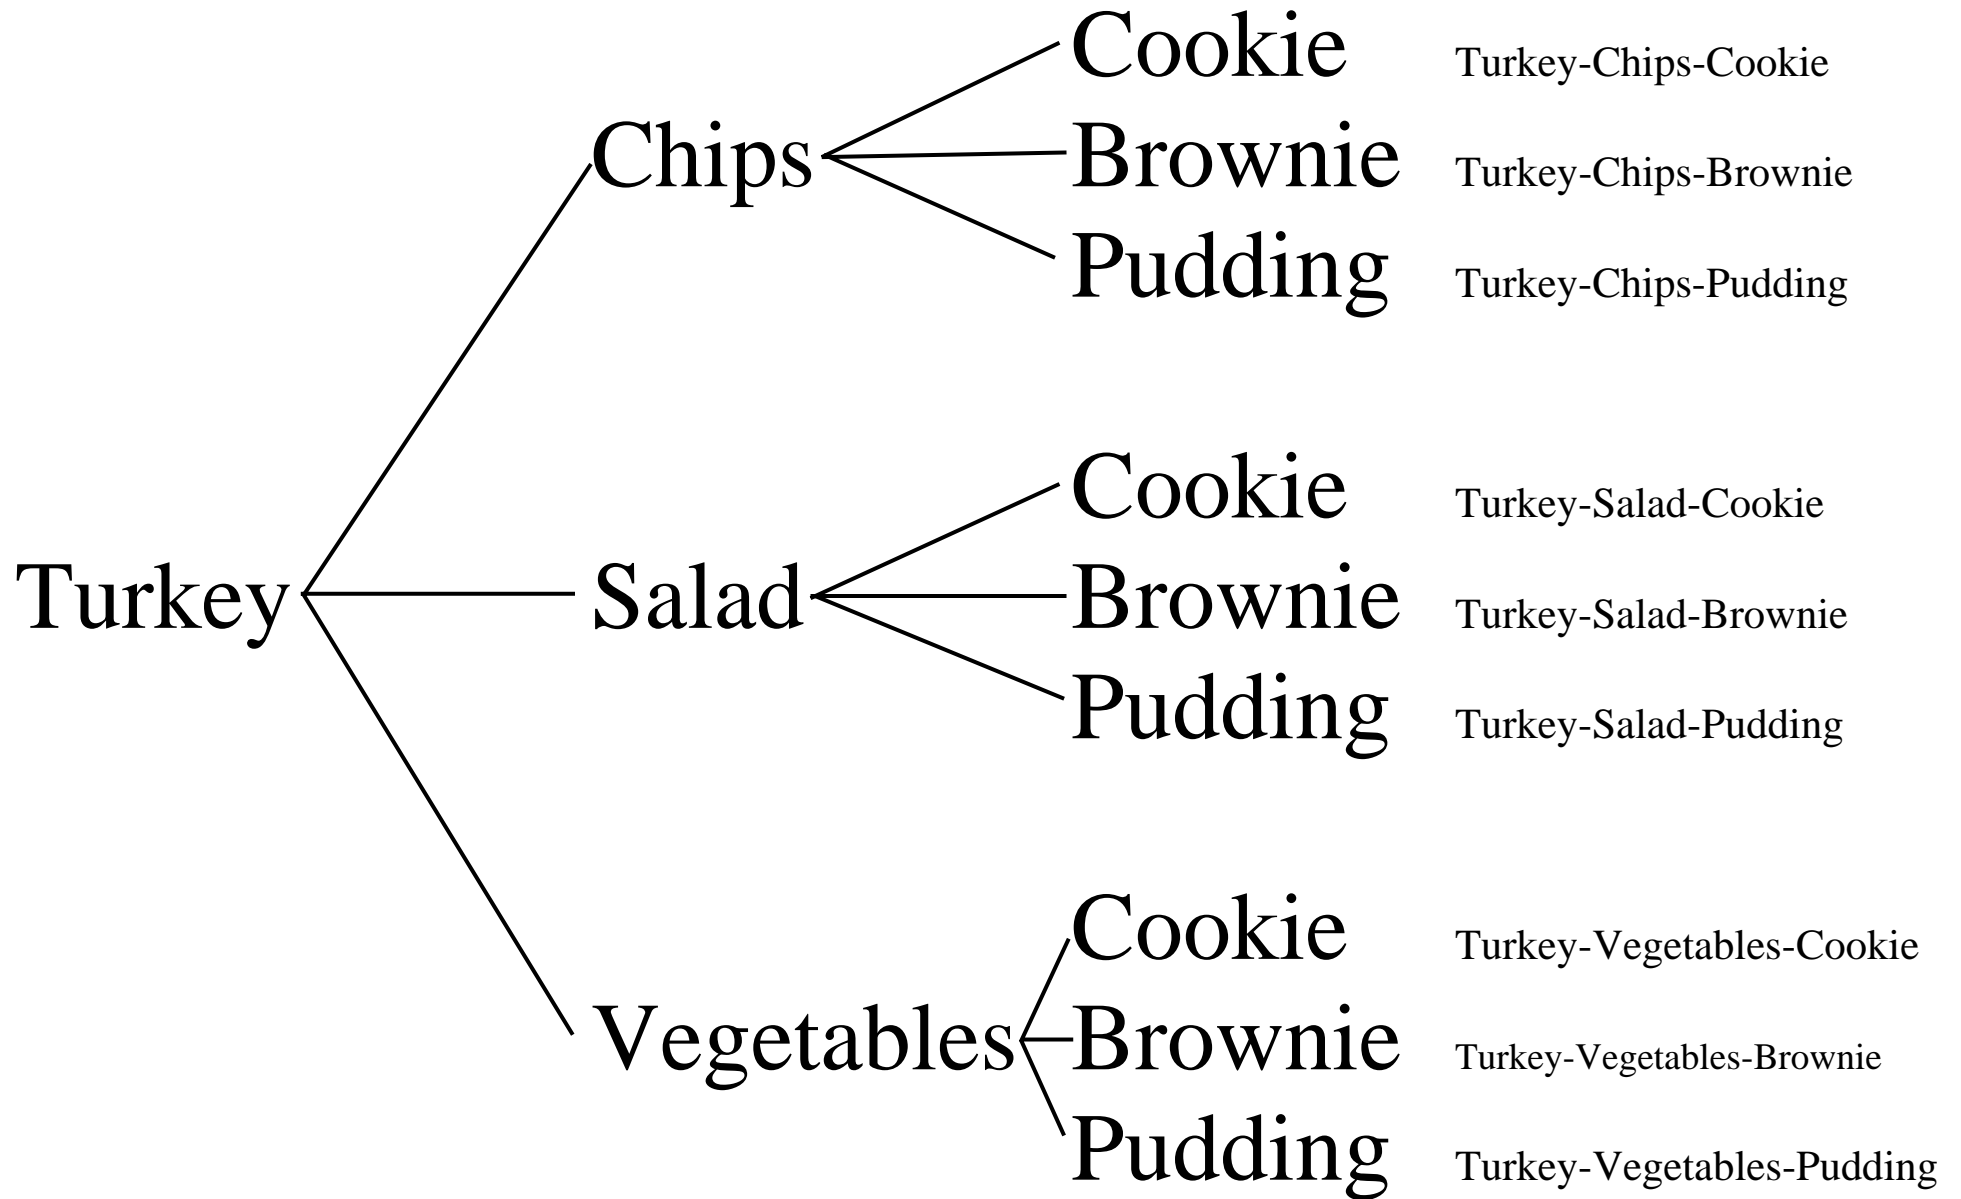 Cookie Turkey-Chips-Cookie
Chips Brownie Turkey-Chips-Brownie
Pudding Turkey-Chips-Pudding
Cookie Turkey-Salad-Cookie
Turkey Salad Brownie Turkey-Salad-Brownie
Pudding Turkey-Salad-Pudding
Cookie Turkey-Vegetables-Cookie
Vegetables Brownie Turkey-Vegetables-Brownie
Pudding Turkey-Vegetables-Pudding